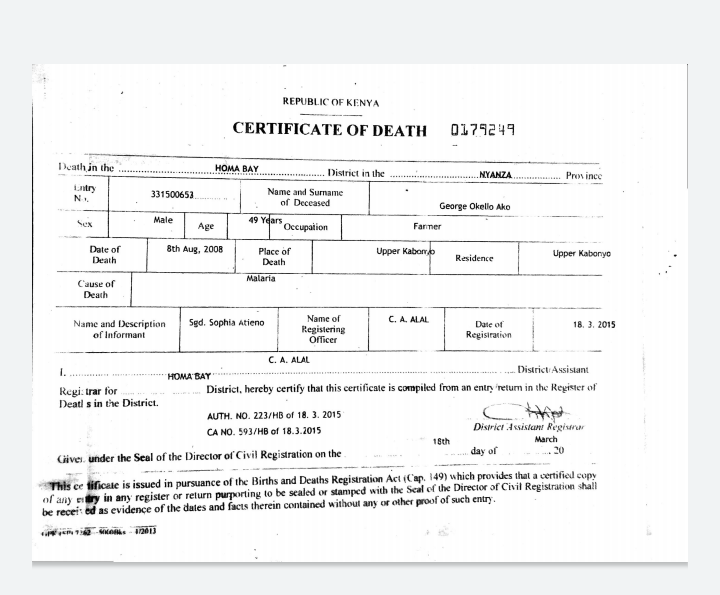 REPUBLIC OF KENYA
CERTIFICATE OF DEATH 0179249
Death in the HOMA BAY District in the NYANZA Province
Entry No. 331500653 Name and Surname of Deceased George Okello Ako
Sex Male Age 49 Years Occupation Farmer
Date of Death 8th Aug, 2008 Place of Death Upper Kabonyo Residence Upper Kabonyo
Cause of Death Malaria
Name and Description of Informant Sgd. Sophia Atieno Name of Registering Officer C. A. ALAL Date of Registration 18. 3. 2015
I. C. A. ALAL District/Assistant
Registrar for HOMA BAY District, hereby certify that this certificate is compiled from an entry/return in the Register of
Deaths in the District.
AUTH. NO. 223/HB of 18. 3. 2015
CA NO. 593/HB of 18.3.2015
District/Assistant Registrar
Given under the Seal of the Director of Civil Registration on the 18th day of March 20
This certificate is issued in pursuance of the Births and Deaths Registration Act (Cap. 149) which provides that a certified copy
of any entry in any register or return purporting to be sealed or stamped with the Seal of the Director of Civil Registration shall
be received as evidence of the dates and facts therein contained without any or other proof of such entry.